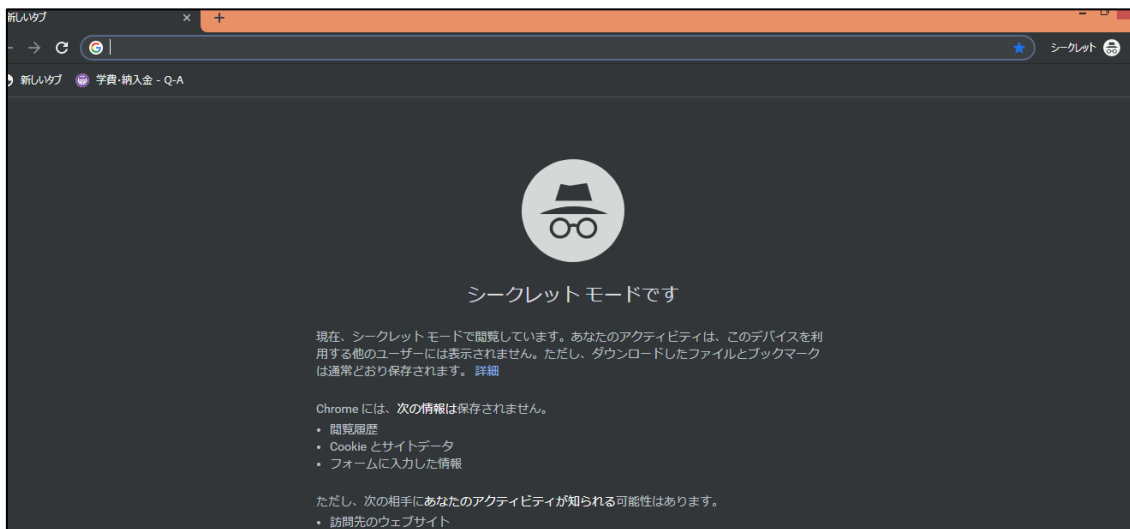 新しいタブ
シークレット
新しいタブ 学費・納入金 - Q-A
シークレット モードです
現在、シークレット モードで閲覧しています。あなたのアクティビティは、このデバイスを利
用する他のユーザーには表示されません。ただし、ダウンロードしたファイルとブックマーク
は通常どおり保存されます。 詳細
Chrome には、次の情報は保存されません。
• 閲覧履歴
• Cookie とサイトデータ
• フォームに入力した情報
ただし、次の相手にあなたのアクティビティが知られる可能性はあります。
• 訪問先のウェブサイト